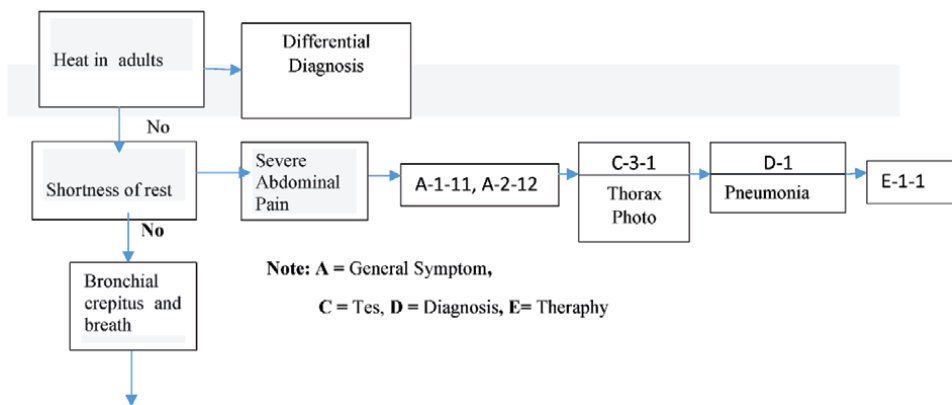 Heat in adults
Differential
Diagnosis
No
Shortness of rest
Severe
Abdominal
Pain
A-1-11, A-2-12
C-3-1
Thorax
Photo
D-1
Pneumonia
E-1-1
No
Bronchial
crepitus and
breath
Note: A = General Symptom,
C = Tes, D = Diagnosis, E= Theraphy